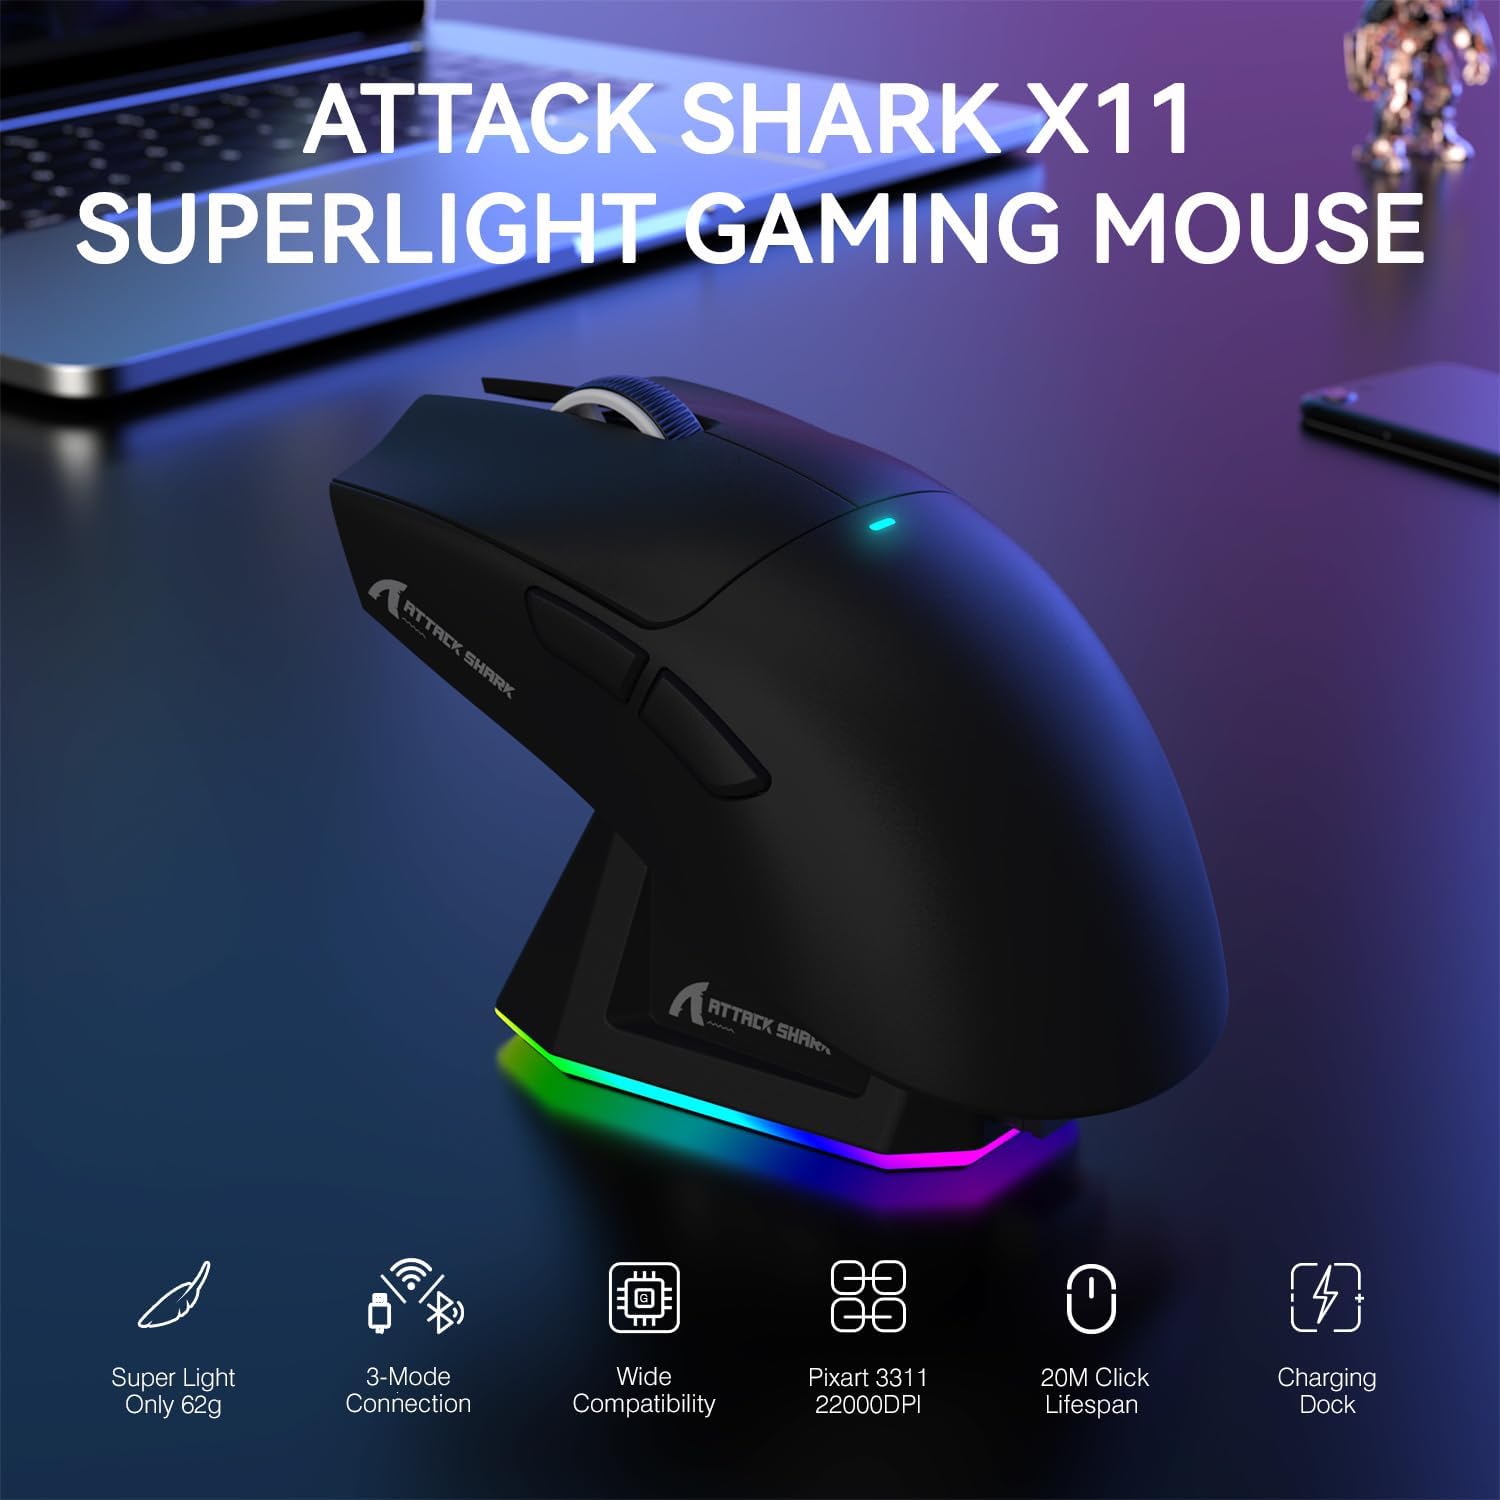 ATTACK SHARK X11
SUPERLIGHT GAMING MOUSE
ATTACK SHARK
ATTACK SHARK
G
Super Light
Only 62g
3-Mode
Connection
Wide
Compatibility
Pixart 3311
22000DPI
20M Click
Lifespan
Charging
Dock